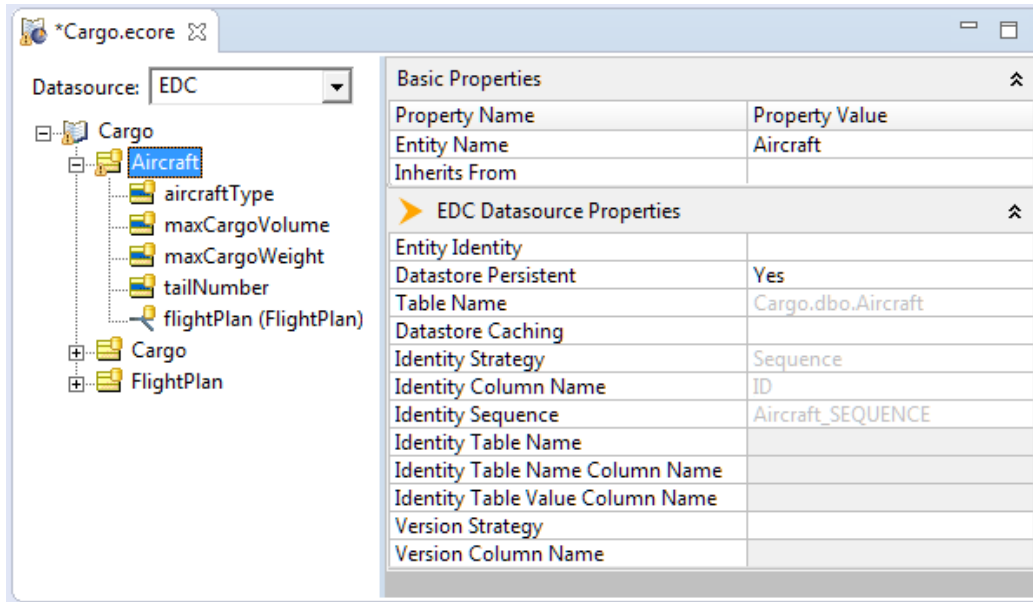 *Cargo.ecore
Datasource: EDC
Cargo
Aircraft
aircraftType
maxCargoVolume
maxCargoWeight
tailNumber
flightPlan (FlightPlan)
Cargo
FlightPlan
Basic Properties
Property Name Property Value
Entity Name Aircraft
Inherits From
EDC Datasource Properties
Entity Identity
Datastore Persistent Yes
Table Name Cargo.dbo.Aircraft
Datastore Caching
Identity Strategy Sequence
Identity Column Name ID
Identity Sequence Aircraft_SEQUENCE
Identity Table Name
Identity Table Name Column Name
Identity Table Value Column Name
Version Strategy
Version Column Name